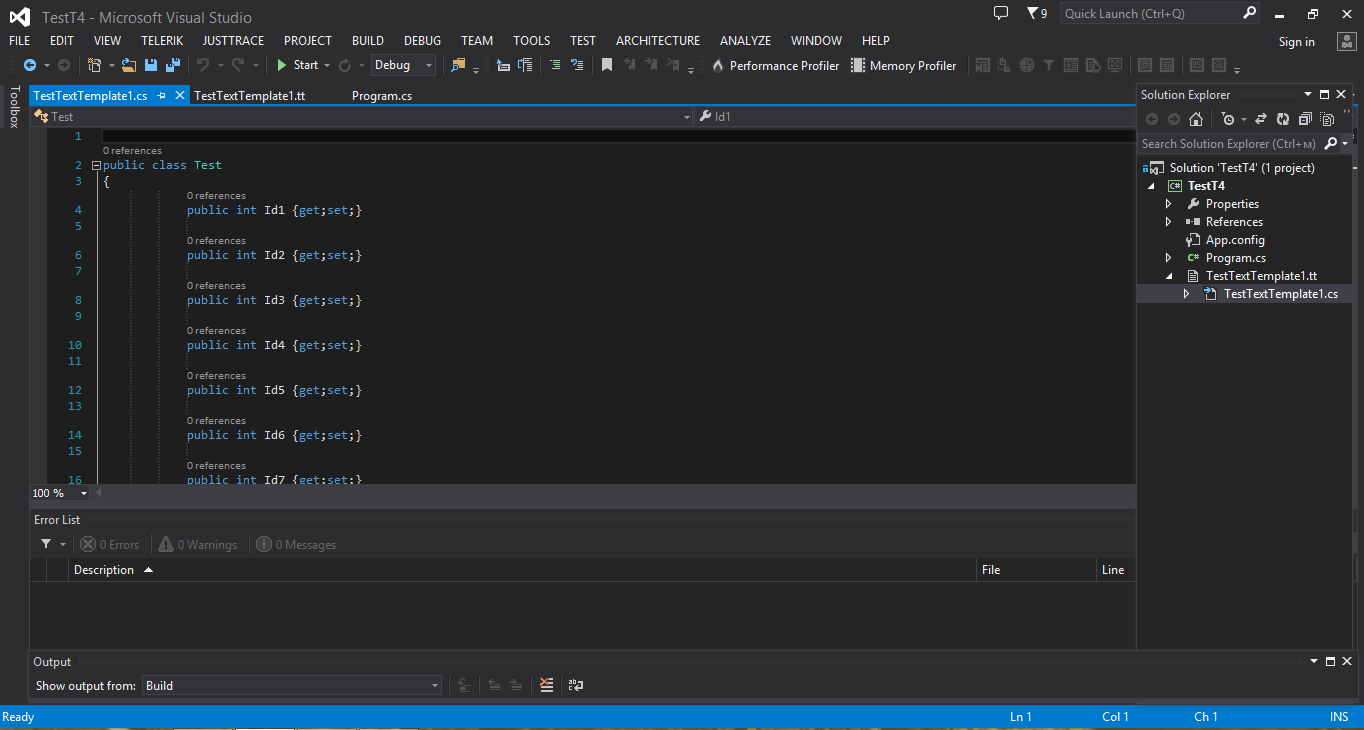 TestT4 - Microsoft Visual Studio
9
Quick Launch (Ctrl+Q)
FILE EDIT VIEW TELERIK JUSTTRACE PROJECT BUILD DEBUG TEAM TOOLS TEST ARCHITECTURE ANALYZE WINDOW HELP
Sign in
Start Debug Performance Profiler Memory Profiler
Toolbox
TestTextTemplate1.cs TestTextTemplate1.tt Program.cs
Test Id1
1
0 references
2 public class Test
3 {
0 references
4 public int Id1 {get;set;}
5
0 references
6 public int Id2 {get;set;}
7
0 references
8 public int Id3 {get;set;}
9
0 references
10 public int Id4 {get;set;}
11
0 references
12 public int Id5 {get;set;}
13
0 references
14 public int Id6 {get;set;}
15
0 references
16 public int Id7 {get;set;}
100 %
Solution Explorer
Search Solution Explorer (Ctrl+м)
Solution 'TestT4' (1 project)
C# TestT4
Properties
References
App.config
C# Program.cs
TestTextTemplate1.tt
TestTextTemplate1.cs
Error List
0 Errors 0 Warnings 0 Messages
Description File Line
Output
Show output from: Build
Ready Ln 1 Col 1 Ch 1 INS